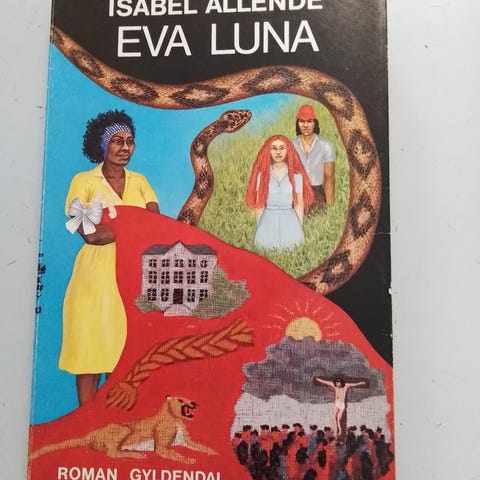 ISABEL ALLENDE
EVA LUNA
ROMAN GYLDENDAL